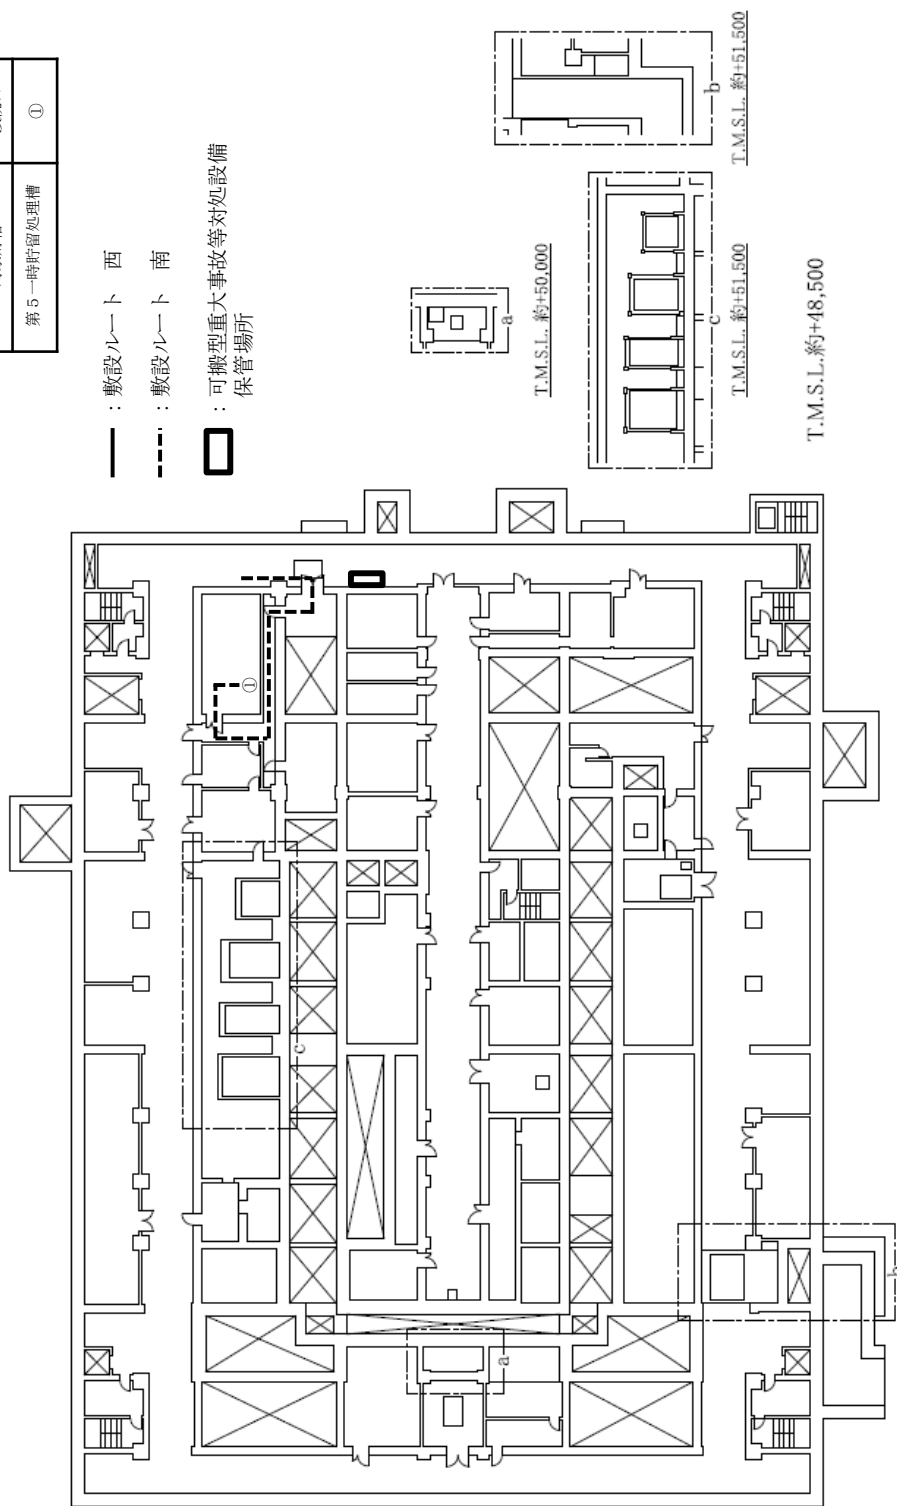 第5一時貯留処理槽
①
：敷設ルート 西
：敷設ルート 南
：可搬型重大事故等対処設備
保管場所
a
T.M.S.L. 約+50,000
b
T.M.S.L. 約+51,500
c
T.M.S.L. 約+51,500
T.M.S.L.約+48,500
①
c
a
b